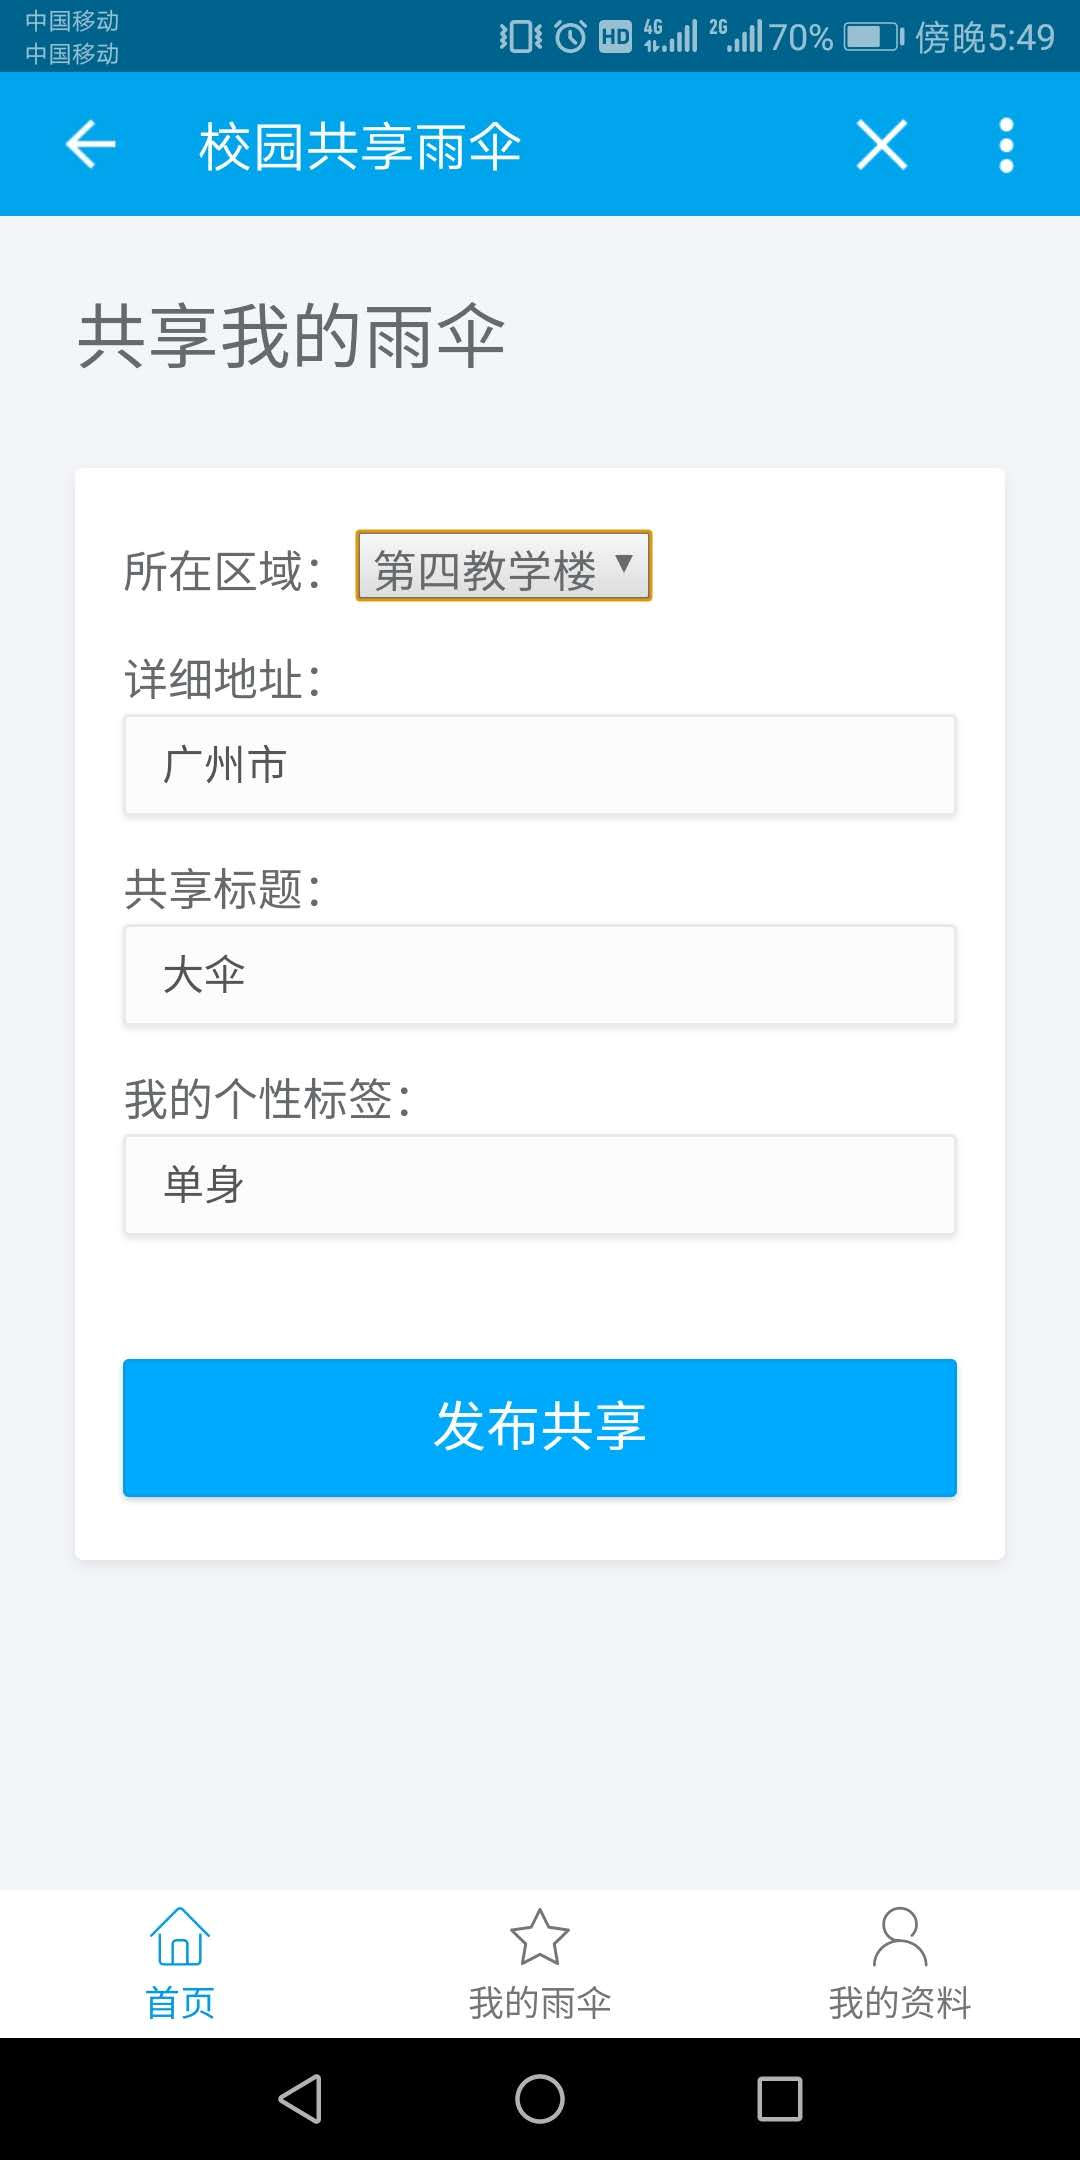 中国移动
中国移动
HD 4G 2G 70% 傍晚5:49
校园共享雨伞
共享我的雨伞
所在区域： 第四教学楼
详细地址：
广州市
共享标题：
大伞
我的个性标签：
单身
发布共享
首页 我的雨伞 我的资料